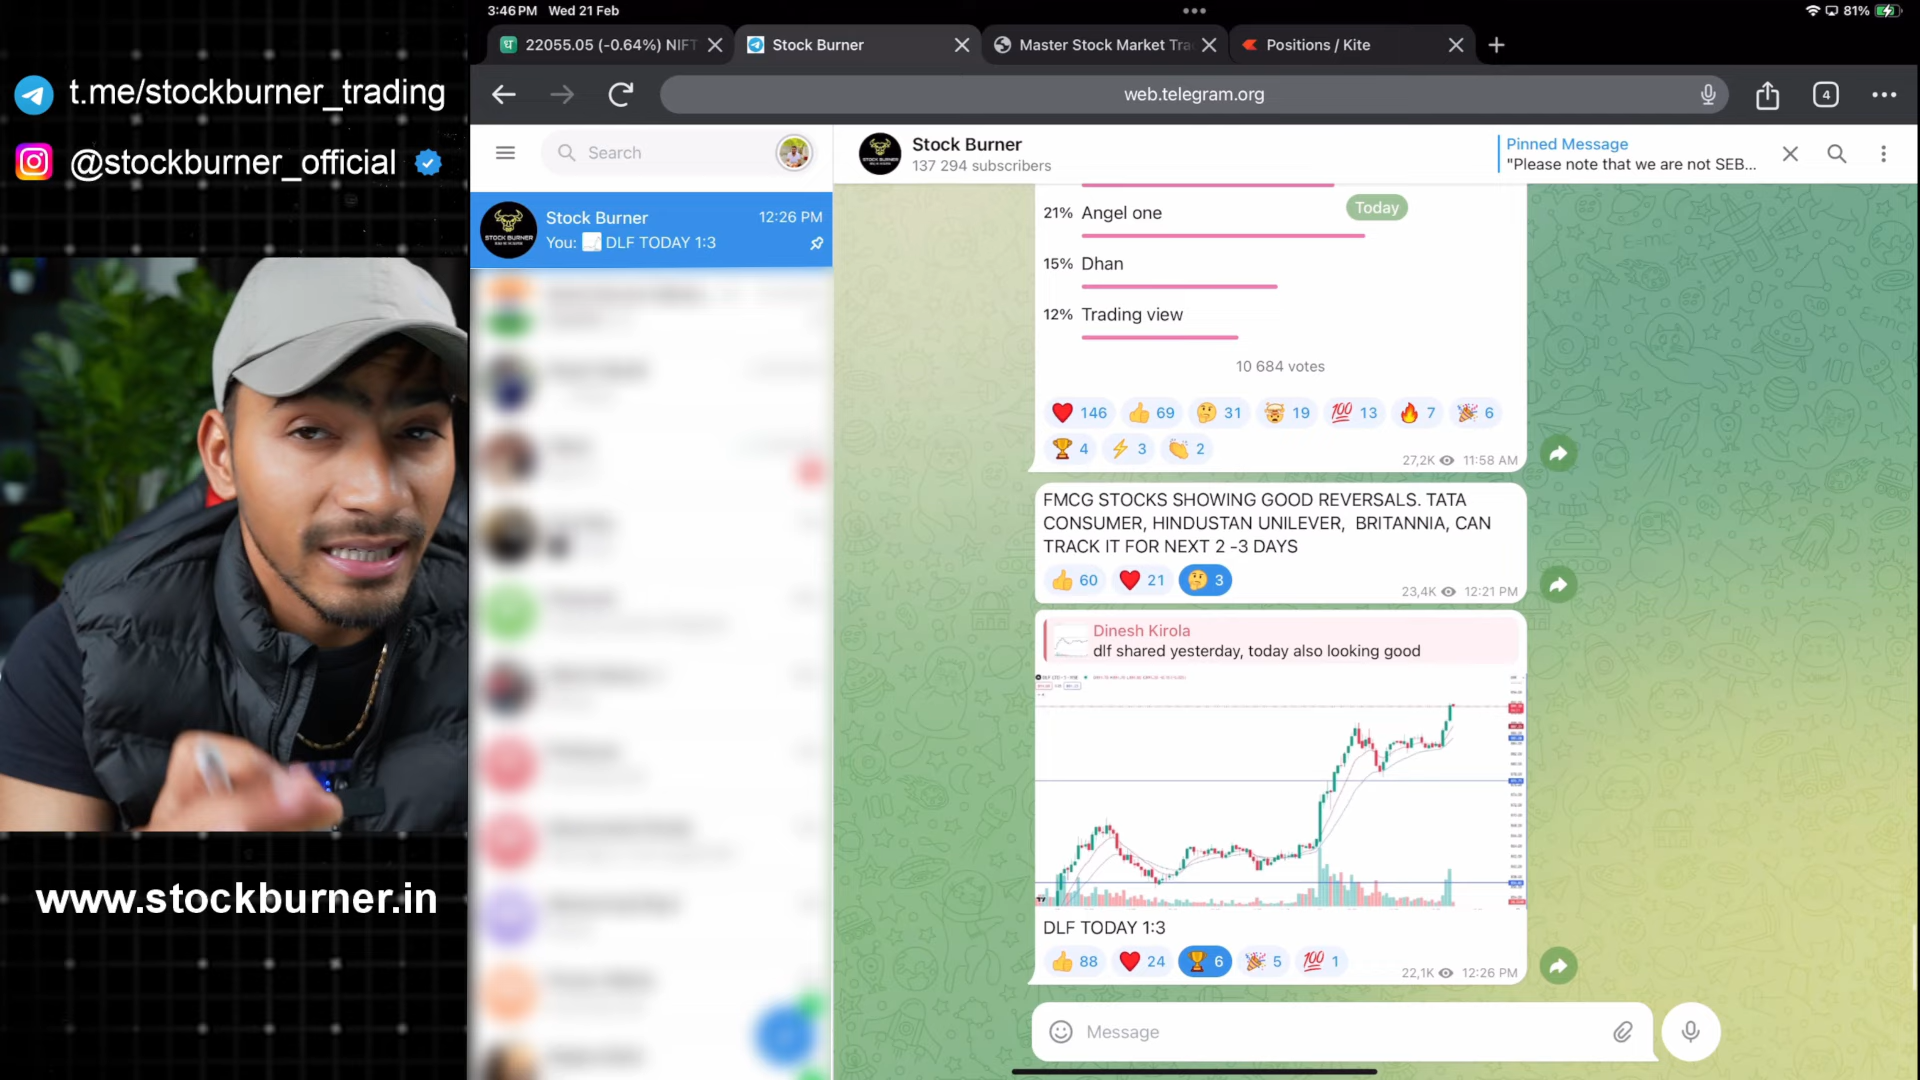 3:46 PM Wed 21 Feb
81%
22055.05 (-0.64%) NIFT
Stock Burner
Master Stock Market Tra
Positions / Kite
web.telegram.org
4
t.me/stockburner_trading
@stockburner_official
www.stockburner.in
Search
Stock Burner
12:26 PM
You: DLF TODAY 1:3
Stock Burner
137 294 subscribers
Pinned Message
"Please note that we are not SEB...
Today
21% Angel one
15% Dhan
12% Trading view
10 684 votes
146 69 31 19 100 13 7 6
4 3 2
27,2K 11:58 AM
FMCG STOCKS SHOWING GOOD REVERSALS. TATA
CONSUMER, HINDUSTAN UNILEVER, BRITANNIA, CAN
TRACK IT FOR NEXT 2 -3 DAYS
60 21 3
23,4K 12:21 PM
Dinesh Kirola
dlf shared yesterday, today also looking good
DLF TODAY 1:3
88 24 6 5 100 1
22,1K 12:26 PM
Message